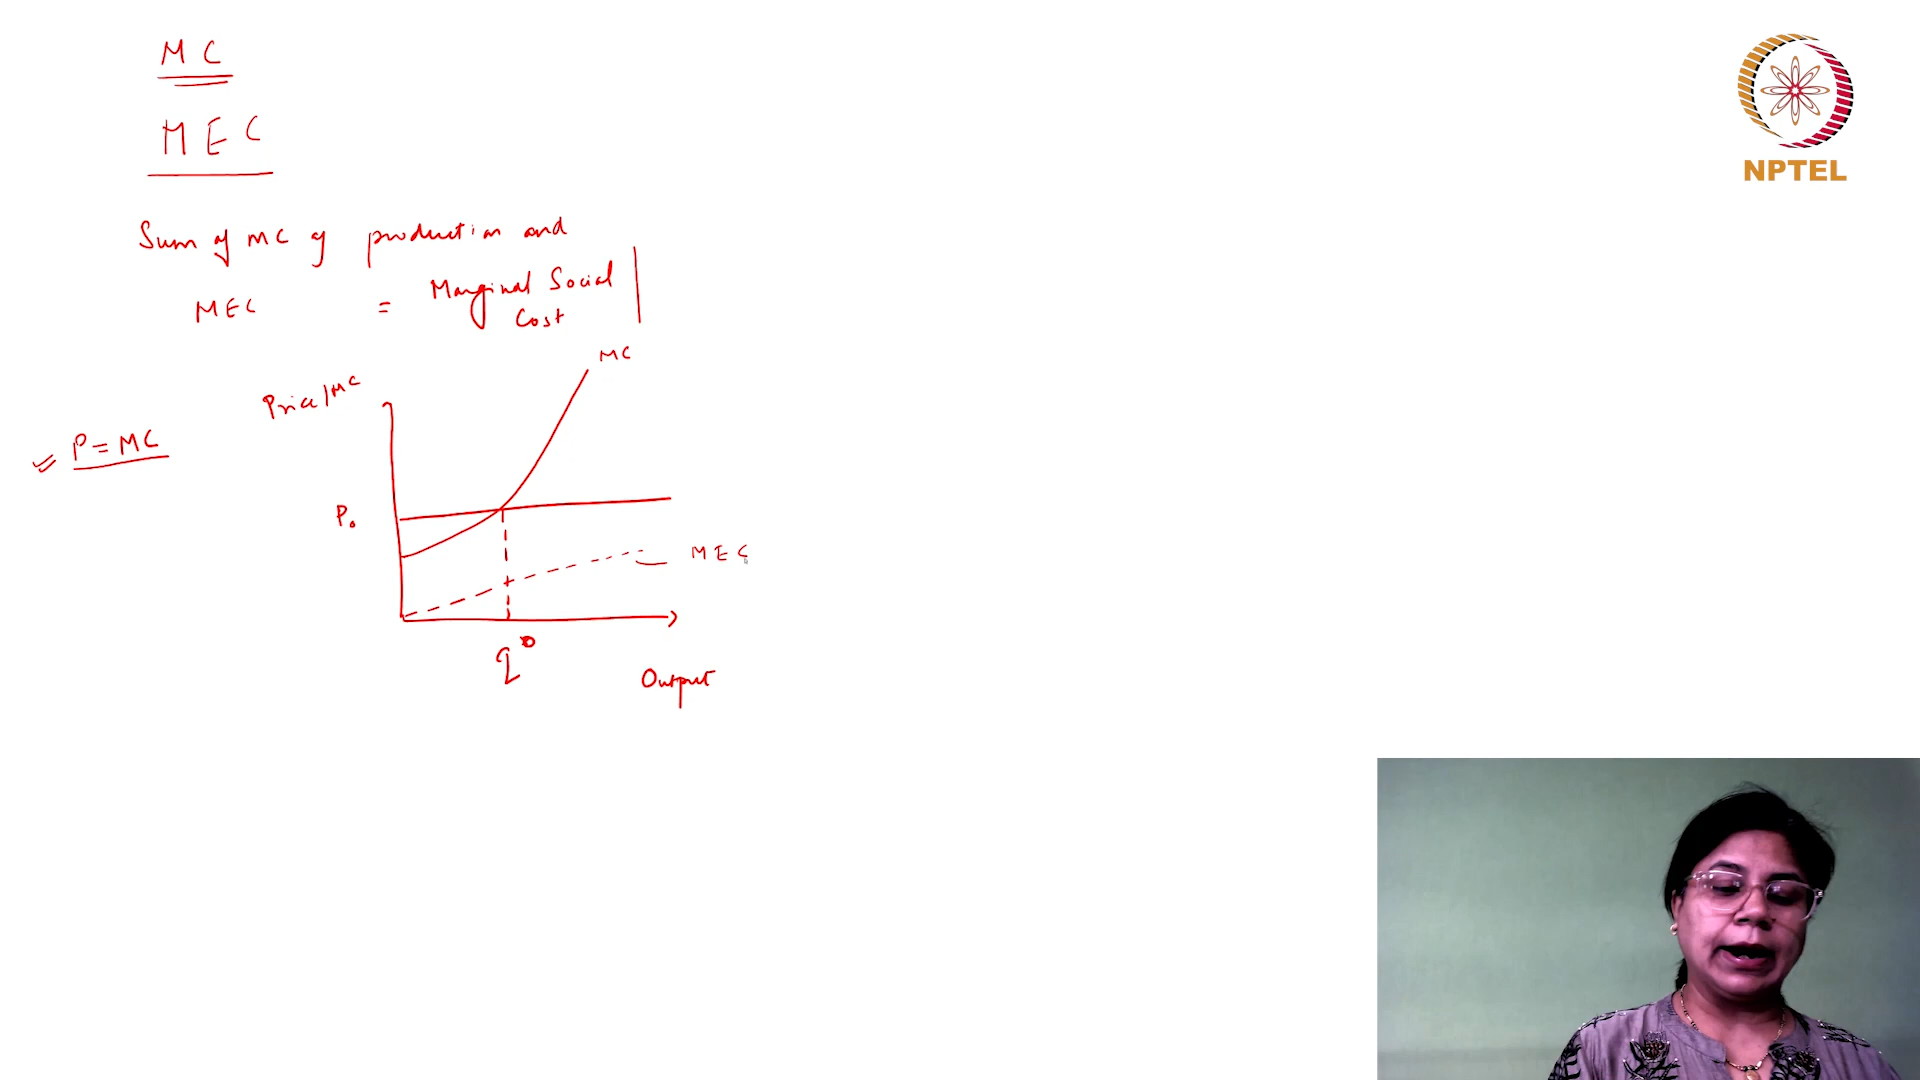 MC
MEC
Sum of MC of production and
MEC = Marginal Social
Cost
MC
Price/MC
P=MC
P₀
MEC
q°
Output
NPTEL